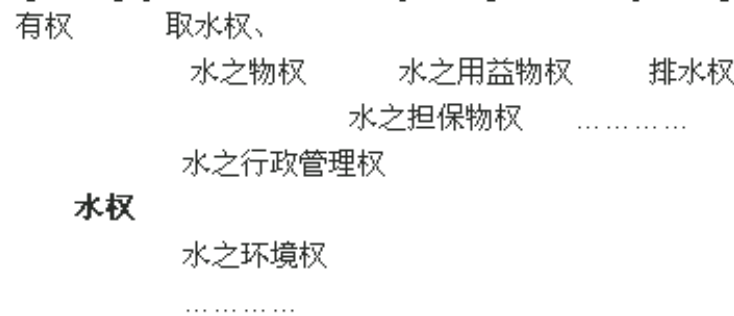 有权 取水权、
水之物权 水之用益物权 排水权
水之担保物权 …………
水之行政管理权
水权
水之环境权
…………